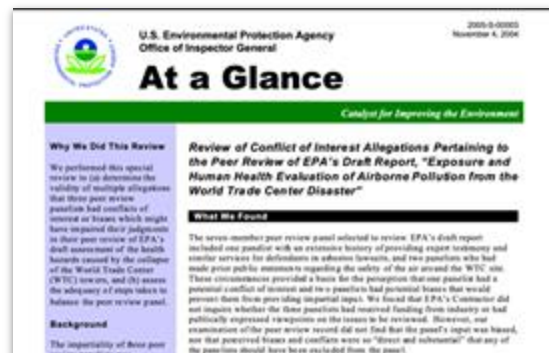 2005-S-00003
November 4, 2004
U.S. Environmental Protection Agency
Office of Inspector General
At a Glance
Catalyst for Improving the Environment
Why We Did This Review
We performed this special
review to (a) determine the
validity of multiple allegations
that three peer review
panelists had conflicts of
interest or biases which might
have impaired their judgments
in their peer review of EPA's
draft assessment of the health
hazards caused by the collapse
of the World Trade Center
(WTC) towers, and (b) assess
the adequacy of steps taken to
balance the peer review panel.
Background
The impartiality of three peer
Review of Conflict of Interest Allegations Pertaining to
the Peer Review of EPA's Draft Report, "Exposure and
Human Health Evaluation of Airborne Pollution from the
World Trade Center Disaster"
What We Found
The seven-member peer review panel selected to review EPA's draft report
included one panelist with an extensive history of providing expert testimony and
similar services for defendants in asbestos lawsuits, and two panelists who had
made prior public statements regarding the safety of the air around the WTC site.
These circumstances provided a basis for the perception that one panelist had a
potential conflict of interest and two panelists had potential biases that would
prevent them from providing impartial input. We found that EPA's Contractor did
not inquire whether the three panelists had received funding from industry or had
publically expressed viewpoints on the issues to be reviewed. However, our
examination of the peer review record did not find that the panel's input was biased,
nor that perceived biases and conflicts were so "direct and substantial" that any of
the panelists should have been excluded from the panel.